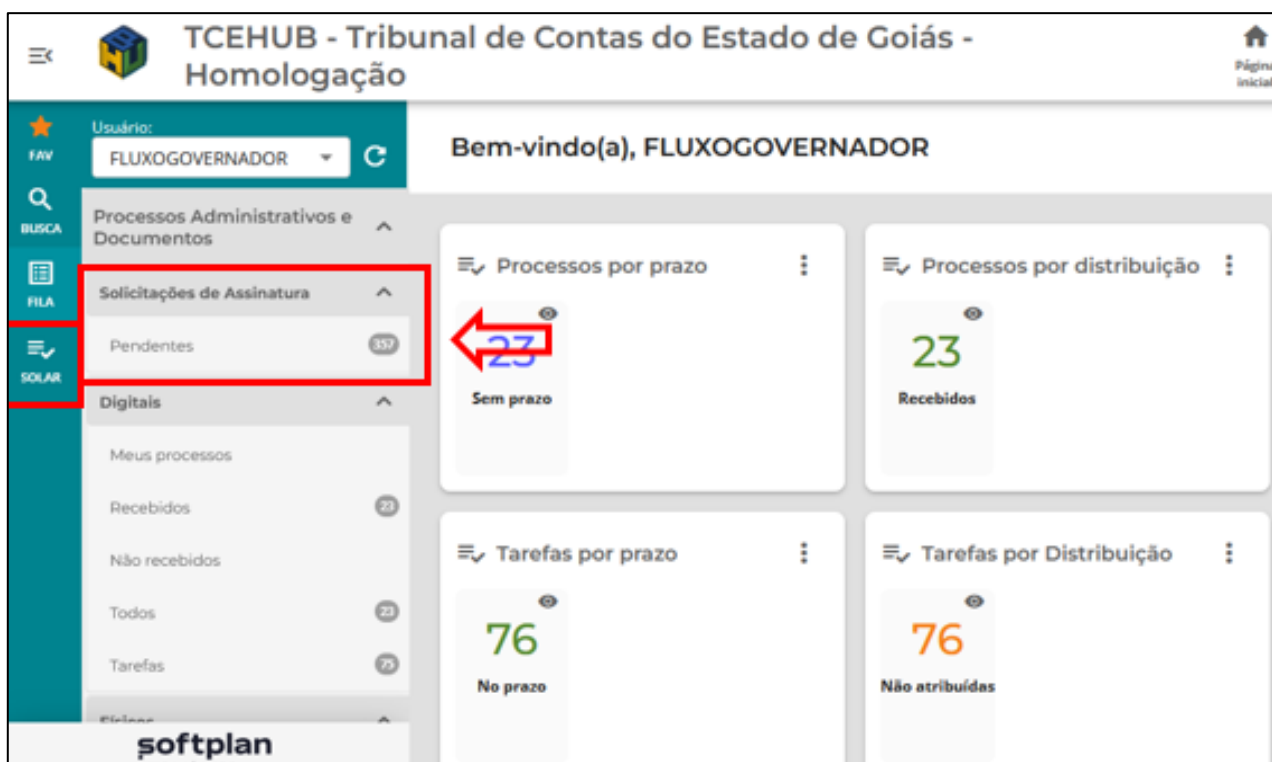 TCEHUB - Tribunal de Contas do Estado de Goiás -
Homologação
Página
inicial
FAV
BUSCA
FILA
SOLAR
Usuário:
FLUXOGOVERNADOR
Processos Administrativos e
Documentos
Solicitações de Assinatura
Pendentes 357
Digitais
Meus processos
Recebidos 23
Não recebidos
Todos 23
Tarefas 75
Físicos
softplan
Bem-vindo(a), FLUXOGOVERNADOR
Processos por prazo
23
Sem prazo
Processos por distribuição
23
Recebidos
Tarefas por prazo
76
No prazo
Tarefas por Distribuição
76
Não atribuídas